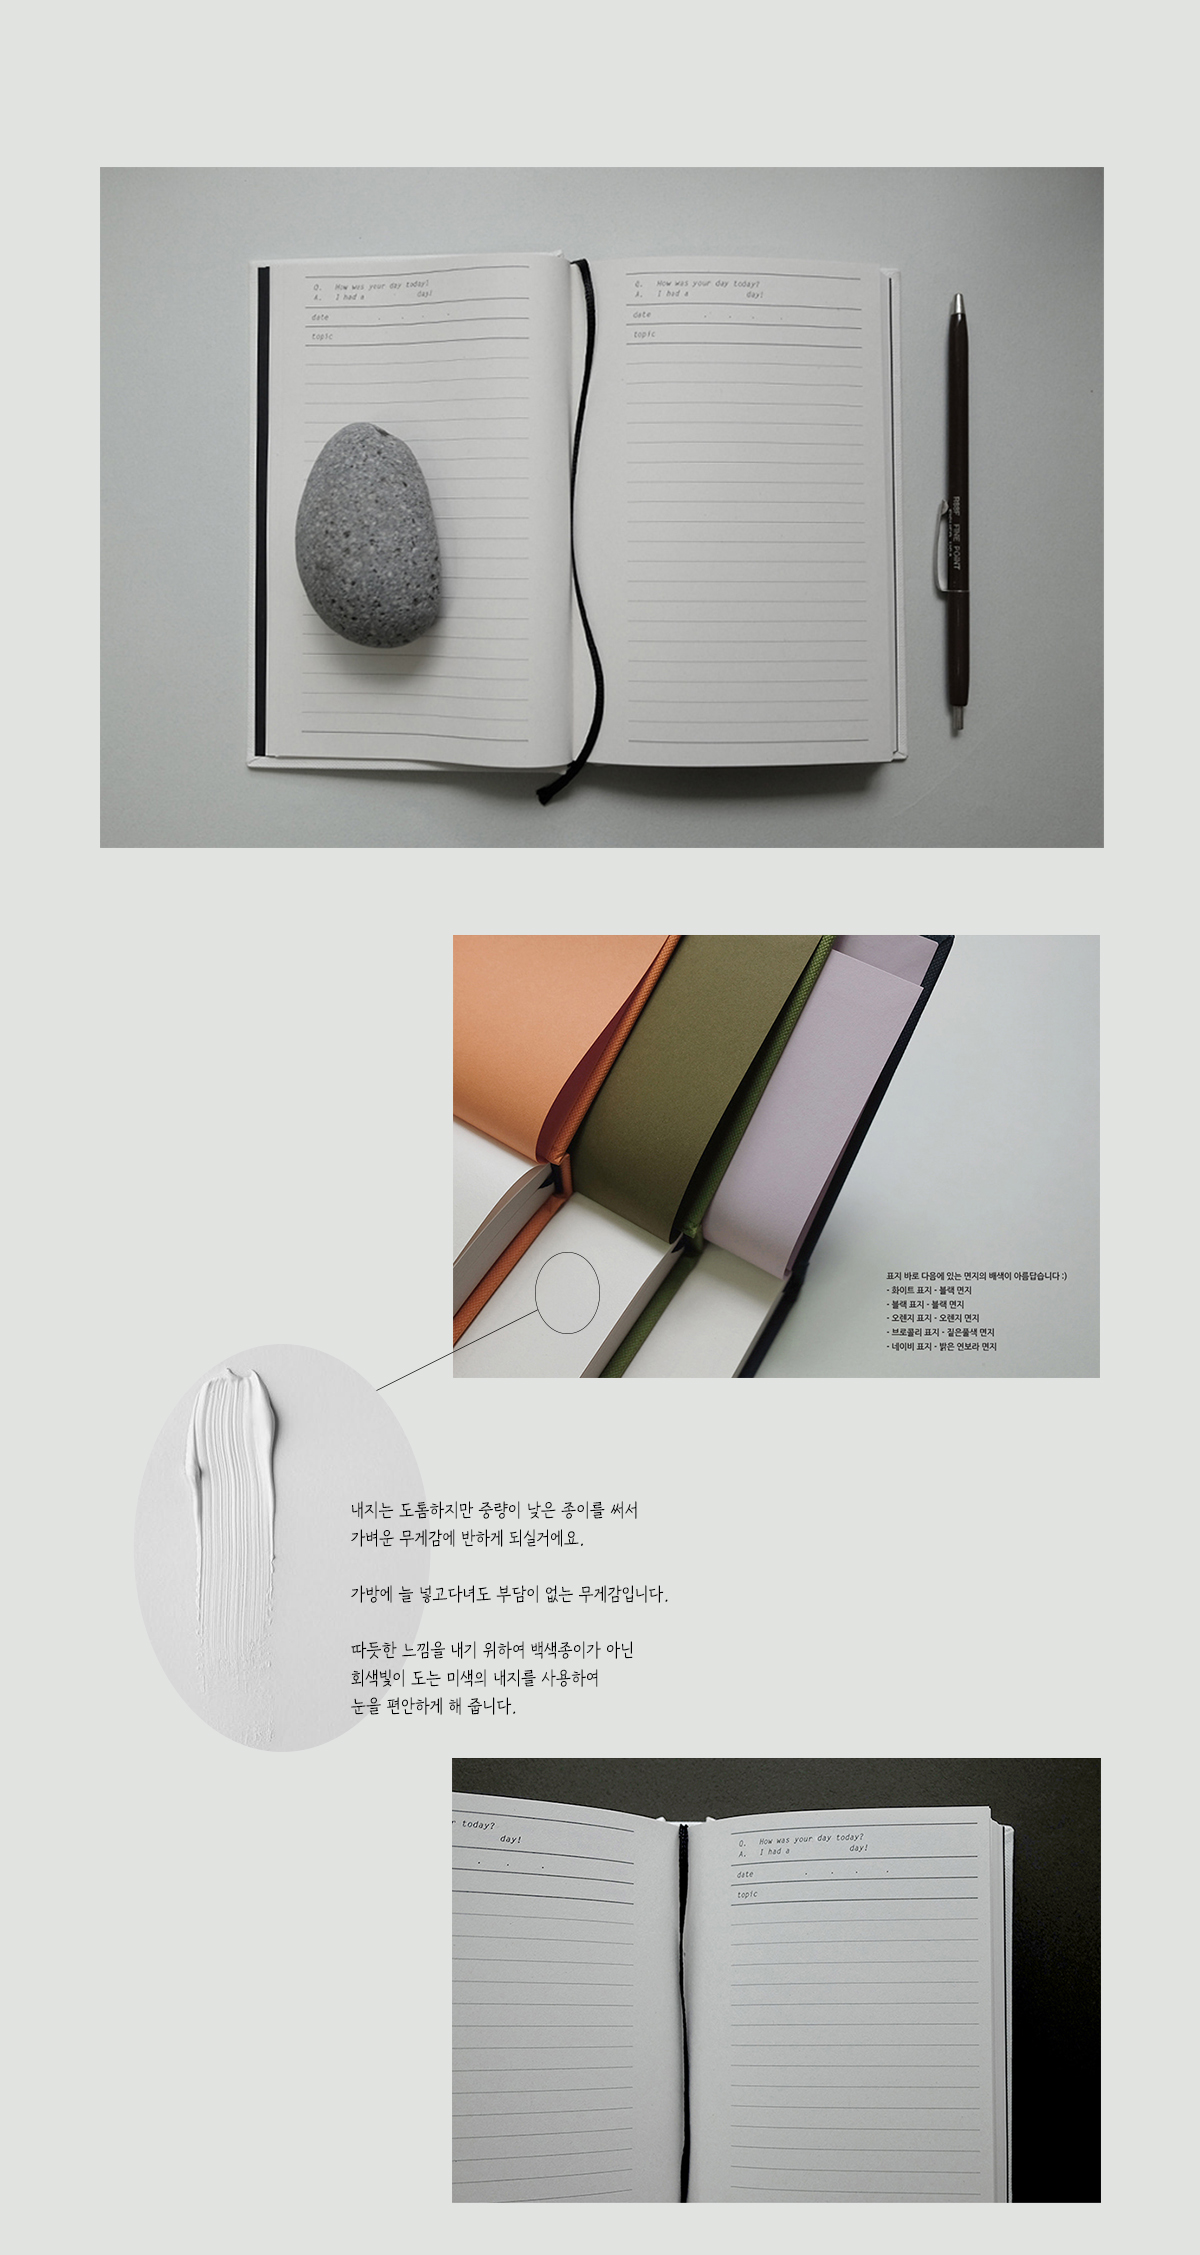 Q. How was your day today?
A. I had a day!
date . . . .
topic
Q. How was your day today?
A. I had a day!
date . . . .
topic
FINE POINT
표지 바로 다음에 있는 면지의 배색이 아름답습니다 :)
- 화이트 표지 - 블랙 면지
- 블랙 표지 - 블랙 면지
- 오렌지 표지 - 오렌지 면지
- 브로콜리 표지 - 짙은풀색 면지
- 네이비 표지 - 밝은 연보라 면지
내지는 도톰하지만 중량이 낮은 종이를 써서
가벼운 무게감에 반하게 되실거에요.
가방에 늘 넣고다녀도 부담이 없는 무게감입니다.
따듯한 느낌을 내기 위하여 백색종이가 아닌
회색빛이 도는 미색의 내지를 사용하여
눈을 편안하게 해 줍니다.
today?
day!
. . .
Q. How was your day today?
A. I had a day!
date . . . .
topic